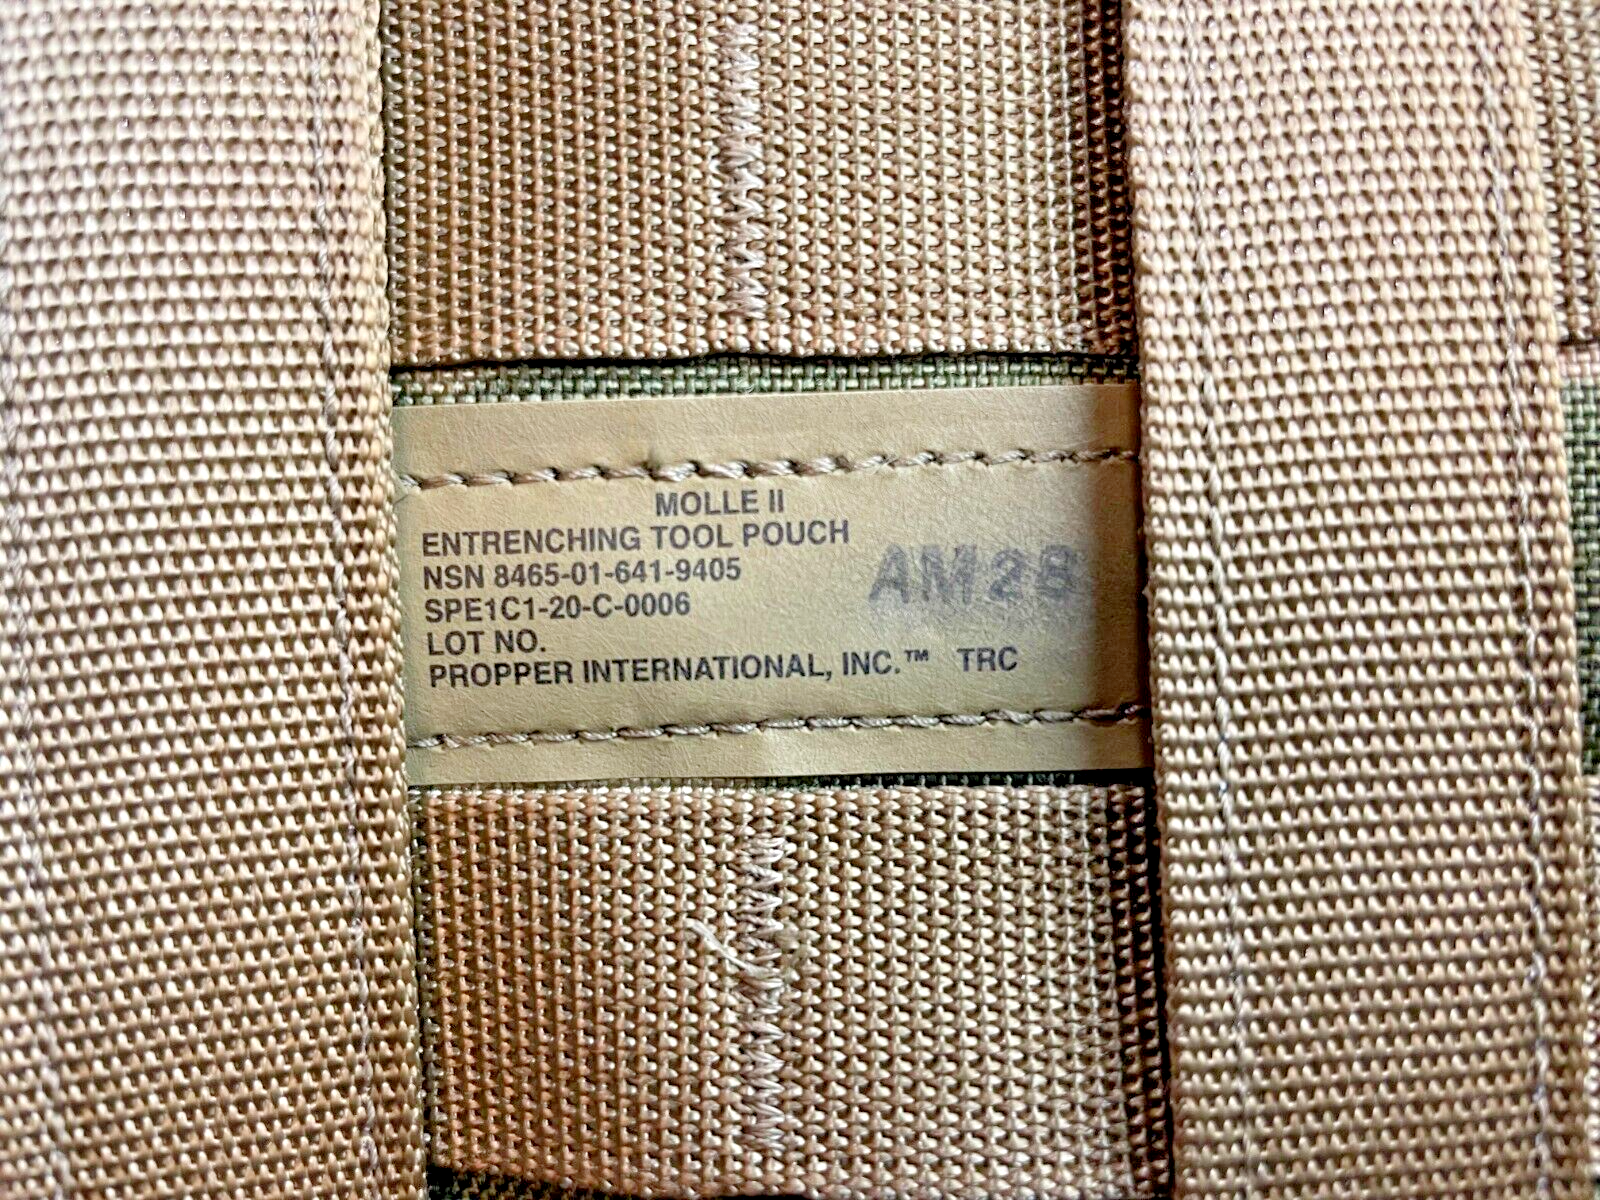 MOLLE II
ENTRENCHING TOOL POUCH
NSN 8465-01-641-9405
SPE1C1-20-C-0006
LOT NO.
PROPPER INTERNATIONAL, INC.™ TRC
AM2B